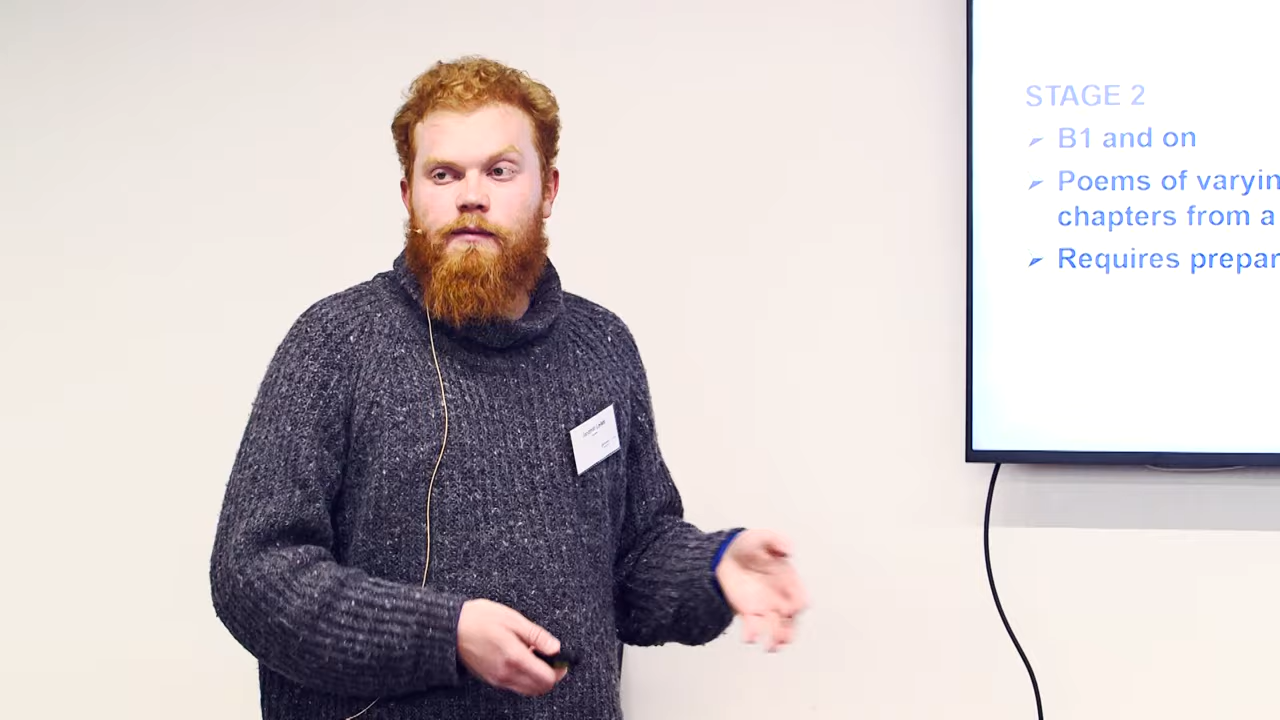 STAGE 2
B1 and on
Poems of varyin
chapters from a
Requires prepar